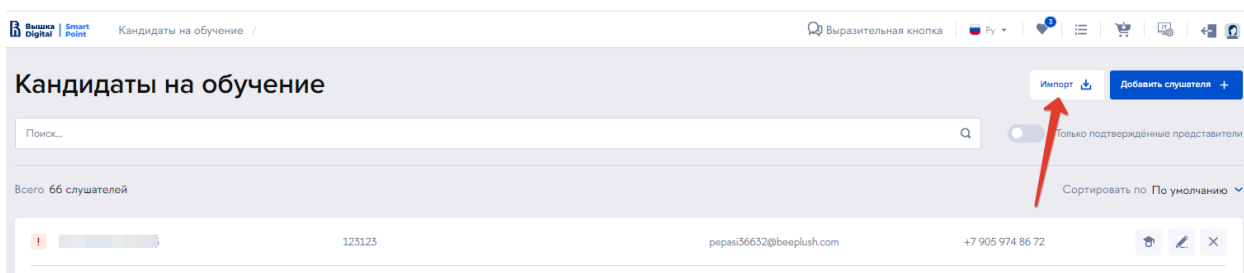 Вышка Digital | Smart Point
Кандидаты на обучение /
Выразительная кнопка
Ру
3
Кандидаты на обучение
Импорт
Добавить слушателя +
Поиск...
Только подтверждённые представители
Всего 66 слушателей
Сортировать по По умолчанию
! 123123 pepasi36632@beeplush.com +7 905 974 86 72